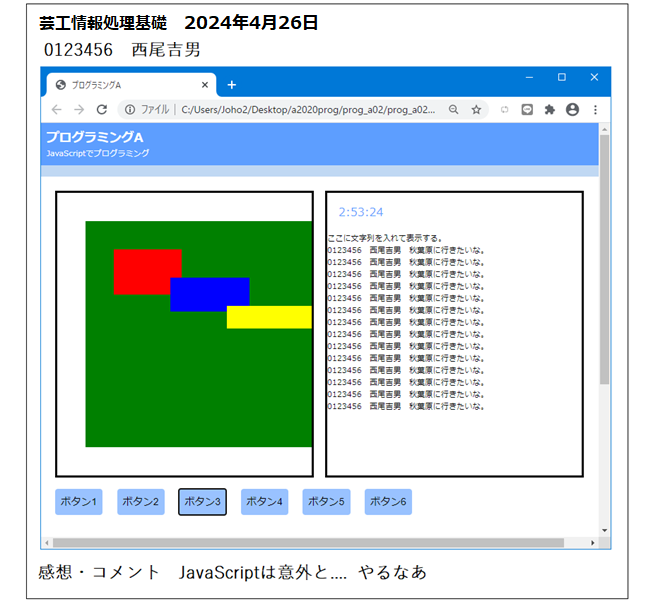 芸工情報処理基礎　2024年4月26日
0123456　西尾吉男
プログラミングA
ファイル | C:/Users/Joho2/Desktop/a2020prog/prog_a02/prog_a02...
プログラミングA
JavaScriptでプログラミング
2:53:24
ここに文字列を入れて表示する。
0123456　西尾吉男　秋葉原に行きたいな。
0123456　西尾吉男　秋葉原に行きたいな。
0123456　西尾吉男　秋葉原に行きたいな。
0123456　西尾吉男　秋葉原に行きたいな。
0123456　西尾吉男　秋葉原に行きたいな。
0123456　西尾吉男　秋葉原に行きたいな。
0123456　西尾吉男　秋葉原に行きたいな。
0123456　西尾吉男　秋葉原に行きたいな。
0123456　西尾吉男　秋葉原に行きたいな。
0123456　西尾吉男　秋葉原に行きたいな。
0123456　西尾吉男　秋葉原に行きたいな。
0123456　西尾吉男　秋葉原に行きたいな。
0123456　西尾吉男　秋葉原に行きたいな。
0123456　西尾吉男　秋葉原に行きたいな。
ボタン1 ボタン2 ボタン3 ボタン4 ボタン5 ボタン6
感想・コメント　JavaScriptは意外と.... やるなあ